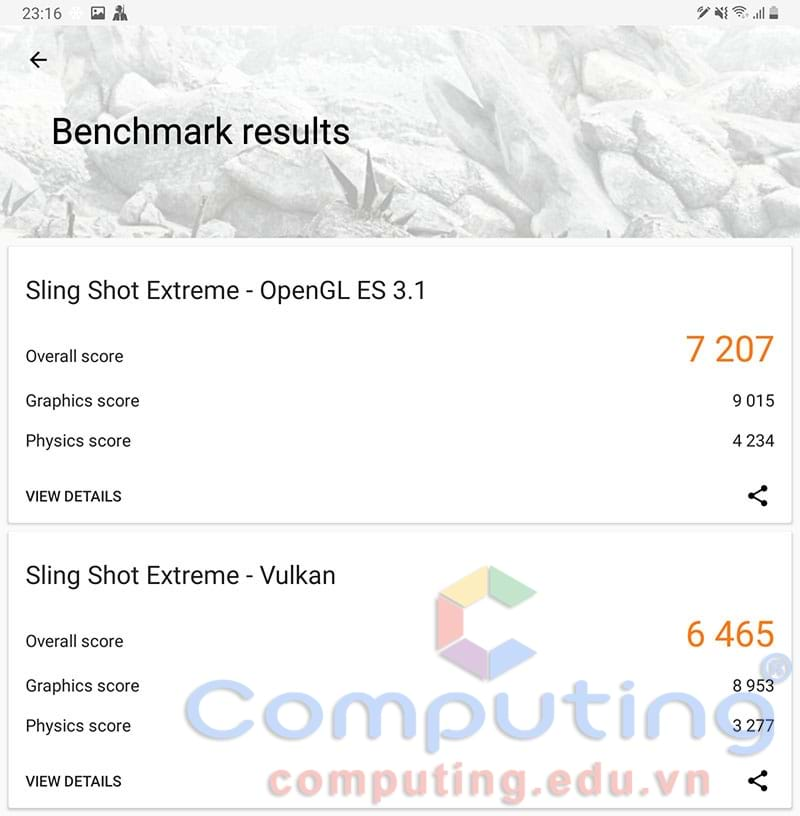 23:16
Benchmark results
Sling Shot Extreme - OpenGL ES 3.1
Overall score 7 207
Graphics score 9 015
Physics score 4 234
VIEW DETAILS
Sling Shot Extreme - Vulkan
Overall score 6 465
Graphics score 8 953
Physics score 3 277
VIEW DETAILS
Computing
computing.edu.vn